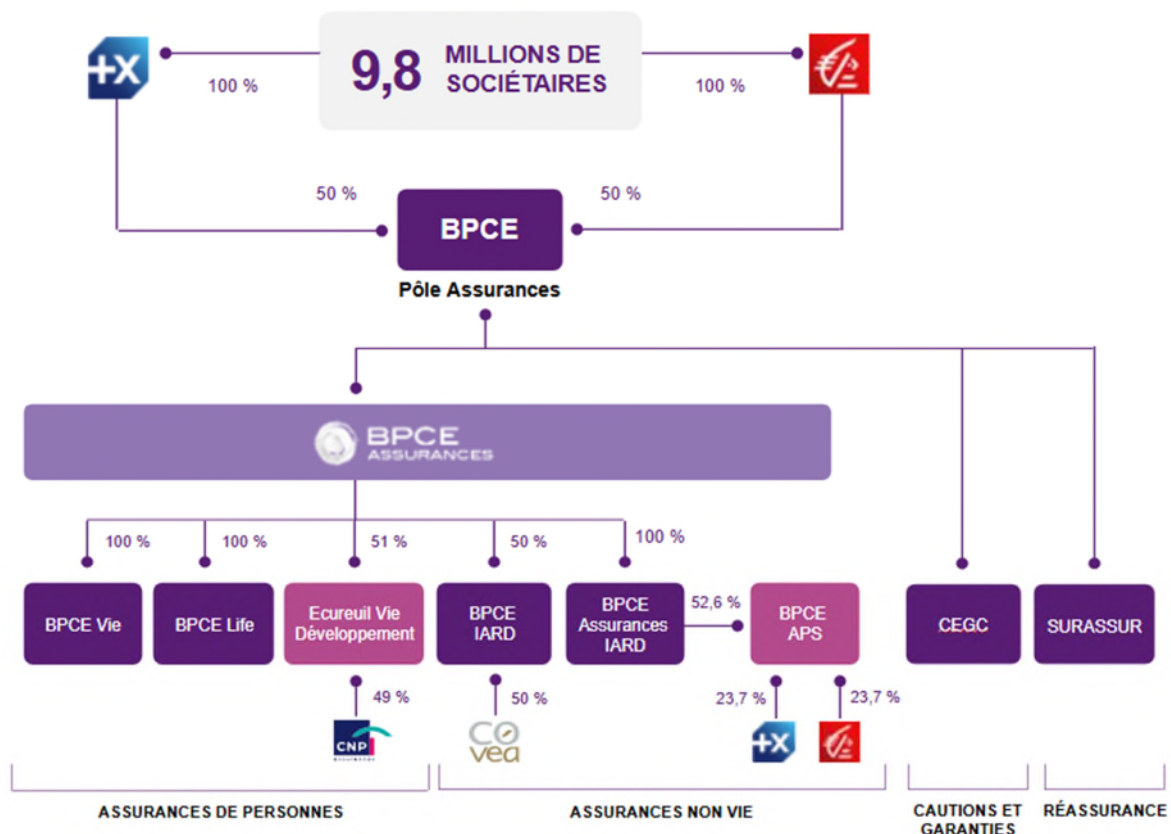 +X
100 %
9,8
MILLIONS DE
SOCIÉTAIRES
100 %
50 %
BPCE
50 %
Pôle Assurances
BPCE
ASSURANCES
100 %
100 %
51 %
50 %
100 %
BPCE Vie
BPCE Life
Ecureuil Vie
Développement
BPCE
IARD
BPCE
Assurances
IARD
52,6 %
BPCE
APS
CEGC
SURASSUR
49 %
50 %
23,7 %
23,7 %
CNP
COvea
+X
ASSURANCES DE PERSONNES
ASSURANCES NON VIE
CAUTIONS ET
GARANTIES
RÉASSURANCE